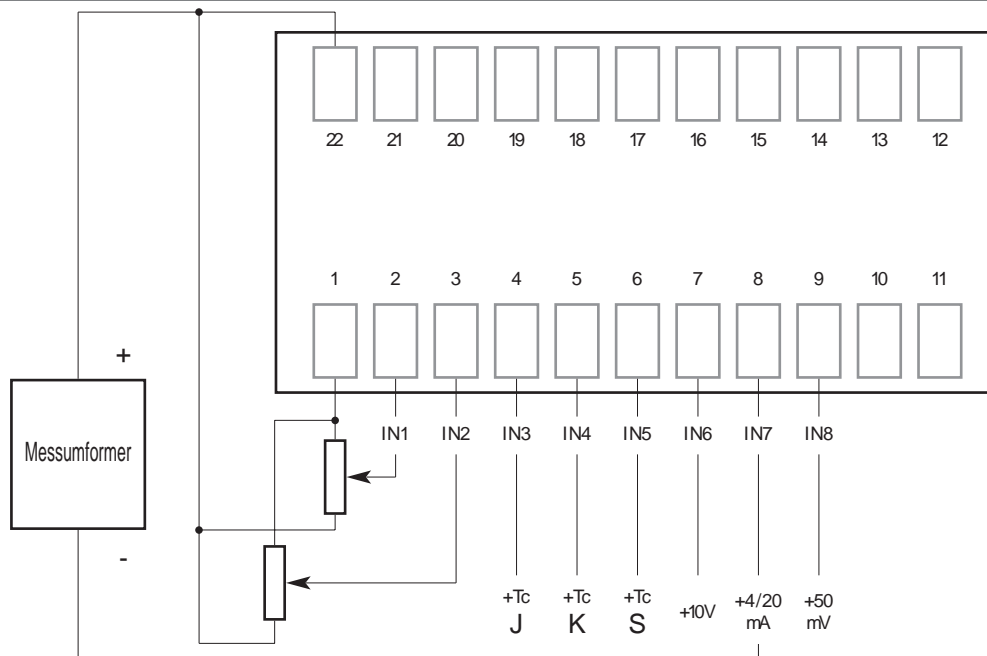 22 21 20 19 18 17 16 15 14 13 12
1 2 3 4 5 6 7 8 9 10 11
+
Messumformer
-
IN1 IN2 IN3 IN4 IN5 IN6 IN7 IN8
+Tc J
+Tc K
+Tc S
+10V
+4/20 mA
+50 mV